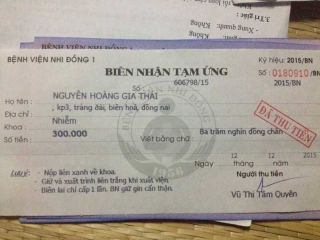 BỆNH VIỆN NHI ĐỒNG 1
Ký hiệu: 2015/BN
BIÊN NHẬN TẠM ỨNG
Số: 0180910 /BN
Số: 606798/15
2015/BN
Họ tên : NGUYỄN HOÀNG GIA THÁI
, kp3, trảng dài, biên hoà, đồng nai
Khoa : Nhiễm
ĐÃ THU TIỀN
Số tiền : 300.000 Viết bằng chữ : Ba trăm nghìn đồng chẵn
Ngày 12 tháng 12 năm 2015
Lưu ý: - Nộp liên xanh về khoa.
Người thu tiền
- Giữ và xuất trình liên trắng khi xuất viện.
Biên lai chỉ cấp 1 lần, BN giữ gìn cẩn thận.
Vũ Thị Tâm Quyên